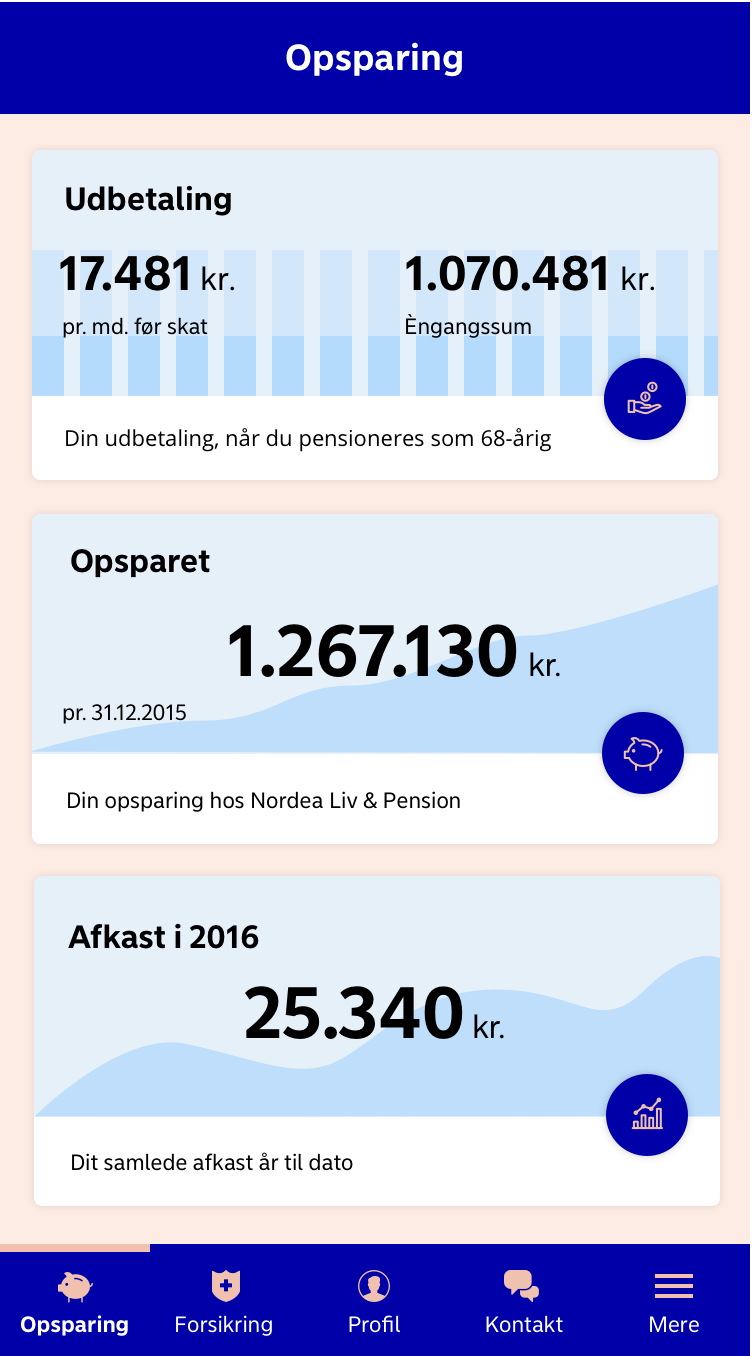 Opsparing
Udbetaling
17.481 kr.
1.070.481 kr.
pr. md. før skat
Èngangssum
Din udbetaling, når du pensioneres som 68-årig
Opsparet
1.267.130 kr.
pr. 31.12.2015
Din opsparing hos Nordea Liv & Pension
Afkast i 2016
25.340 kr.
Dit samlede afkast år til dato
Opsparing
Forsikring
Profil
Kontakt
Mere